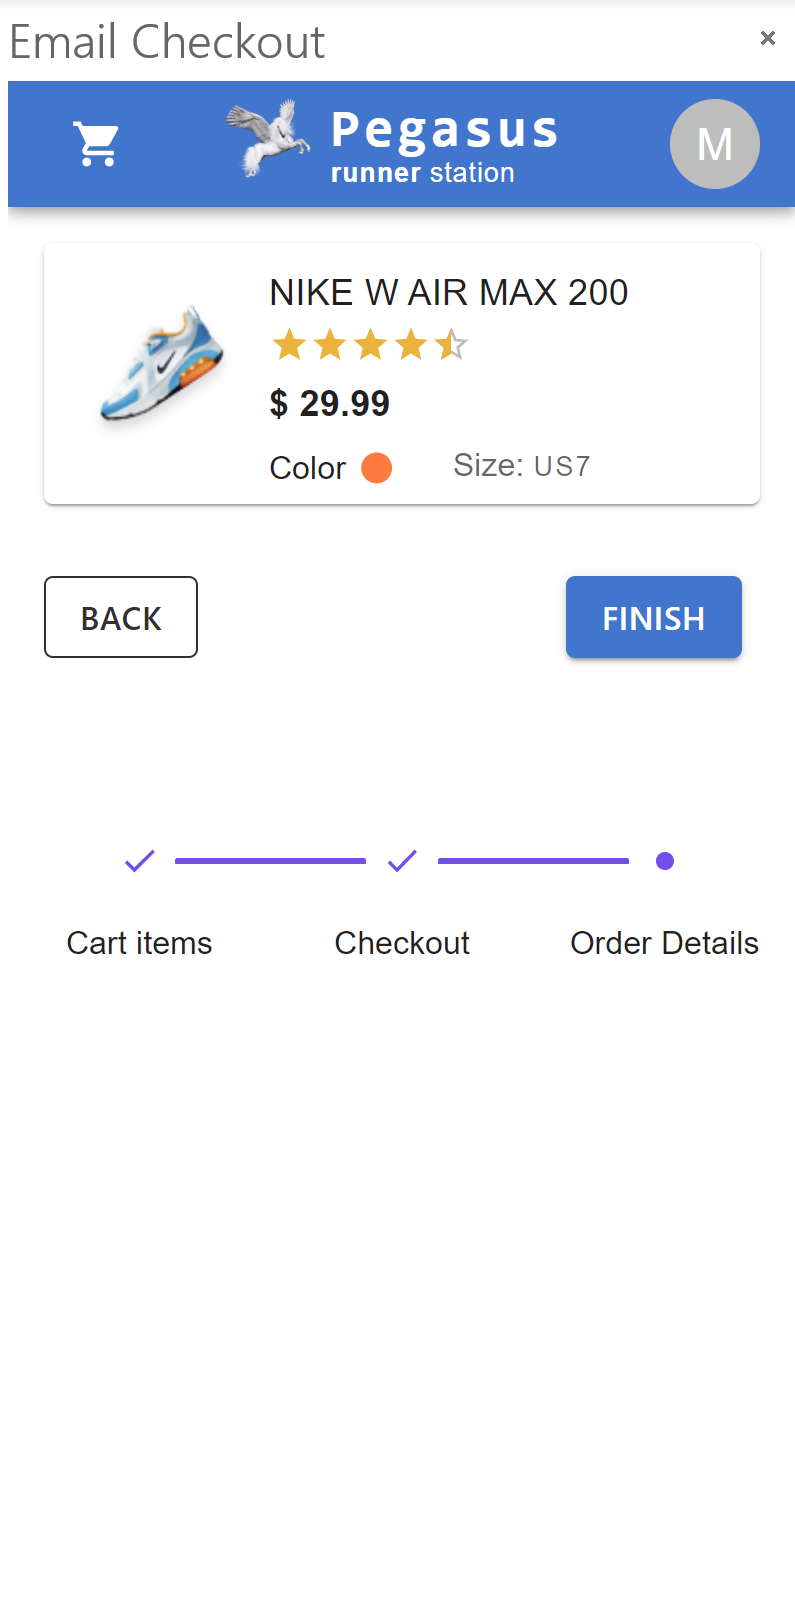 Email Checkout
Pegasus
runner station
M
NIKE W AIR MAX 200
$ 29.99
Color
Size: US7
BACK
FINISH
Cart items
Checkout
Order Details